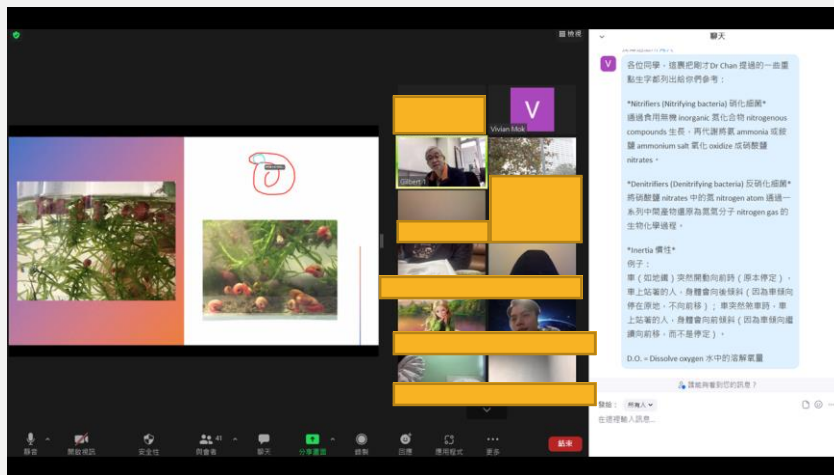 檢視
聊天
V
Vivian Mok
Gilbert
V
各位同學，這裏把剛才Dr Chan 提過的一些重
點生字都列出給你們參考：
*Nitrifiers (Nitrifying bacteria) 硝化細菌*
通過食用無機 inorganic 氮化合物 nitrogenous
compounds 生長，再代謝將氨 ammonia 或銨
鹽 ammonium salt 氧化 oxidize 成硝酸鹽
nitrates。
*Denitrifiers (Denitrifying bacteria) 反硝化細菌*
將硝酸鹽 nitrates 中的氮 nitrogen atom 通過一
系列中間產物還原為氮氣分子 nitrogen gas 的
生物化學過程。
*Inertia 慣性*
例子：
車（如地鐵）突然開動向前時（原本停定），
車上站著的人，身體會向後傾斜（因為車傾向
停在原地，不向前移）；車突然煞車時，車
上站著的人，身體會向前傾斜（因為車傾向繼
續向前移，而不是停定）。
D.O. = Dissolve oxygen 水中的溶解氧量
誰能夠看到您的訊息？
發給： 所有人
在這裡輸入訊息...
靜音
開啟視訊
安全性
41
與會者
聊天
分享畫面
錄製
回應
應用程式
更多
結束